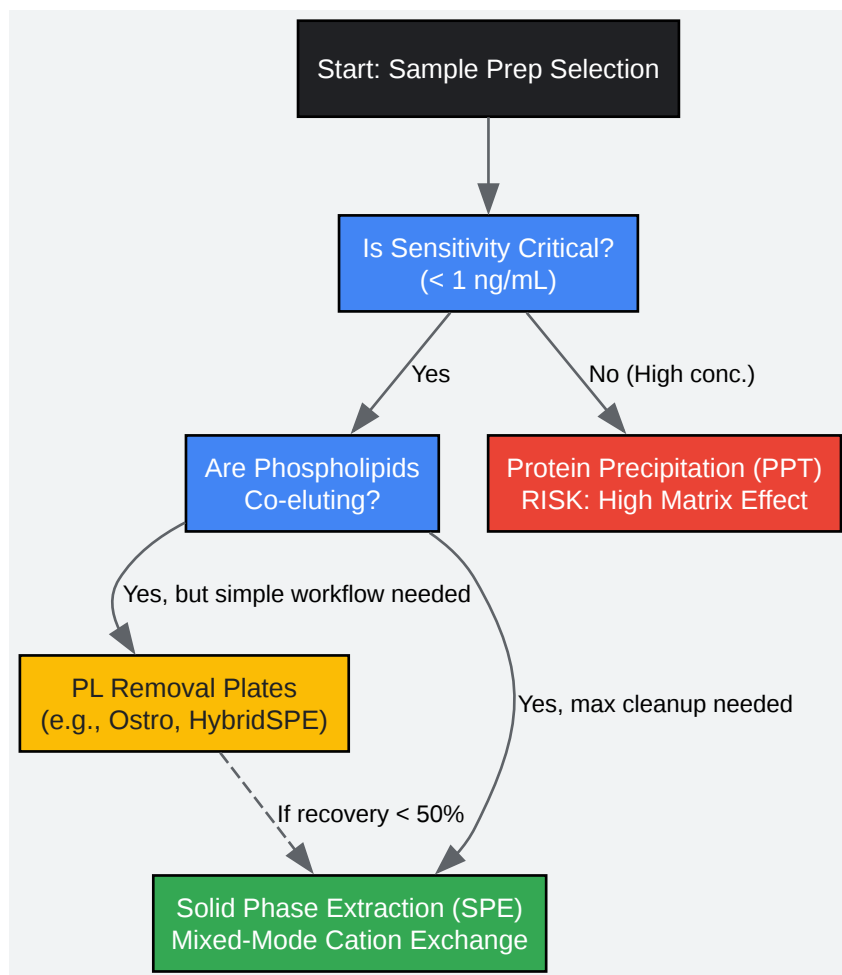 Start: Sample Prep Selection
Is Sensitivity Critical?
(< 1 ng/mL)
Yes
No (High conc.)
Are Phospholipids
Co-eluting?
Protein Precipitation (PPT)
RISK: High Matrix Effect
Yes, but simple workflow needed
PL Removal Plates
(e.g., Ostro, HybridSPE)
Yes, max cleanup needed
If recovery < 50%
Solid Phase Extraction (SPE)
Mixed-Mode Cation Exchange